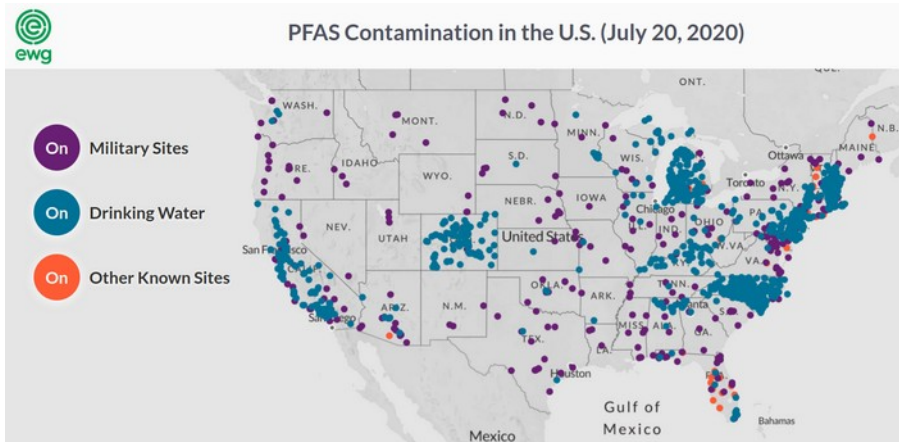 ewg
PFAS Contamination in the U.S. (July 20, 2020)
On Military Sites
On Drinking Water
On Other Known Sites
ONT.
WASH.
MONT.
N.D.
MINN.
N.B.
MAINE
Ottawa
IDAHO
S.D.
WIS.
Toronto
N.Y.
WYO.
Chicago
NEBR.
IOWA
PA.
OHIO
IND.
NEV.
UTAH
United States
W.VA.
VA.
KY.
San Francisco
CALIF.
ARIZ.
N.M.
OKLA.
ARK.
TENN.
MISS.
ALA.
GA.
TEX.
LA.
Houston
Gulf of
Mexico
Bahamas
Mexico